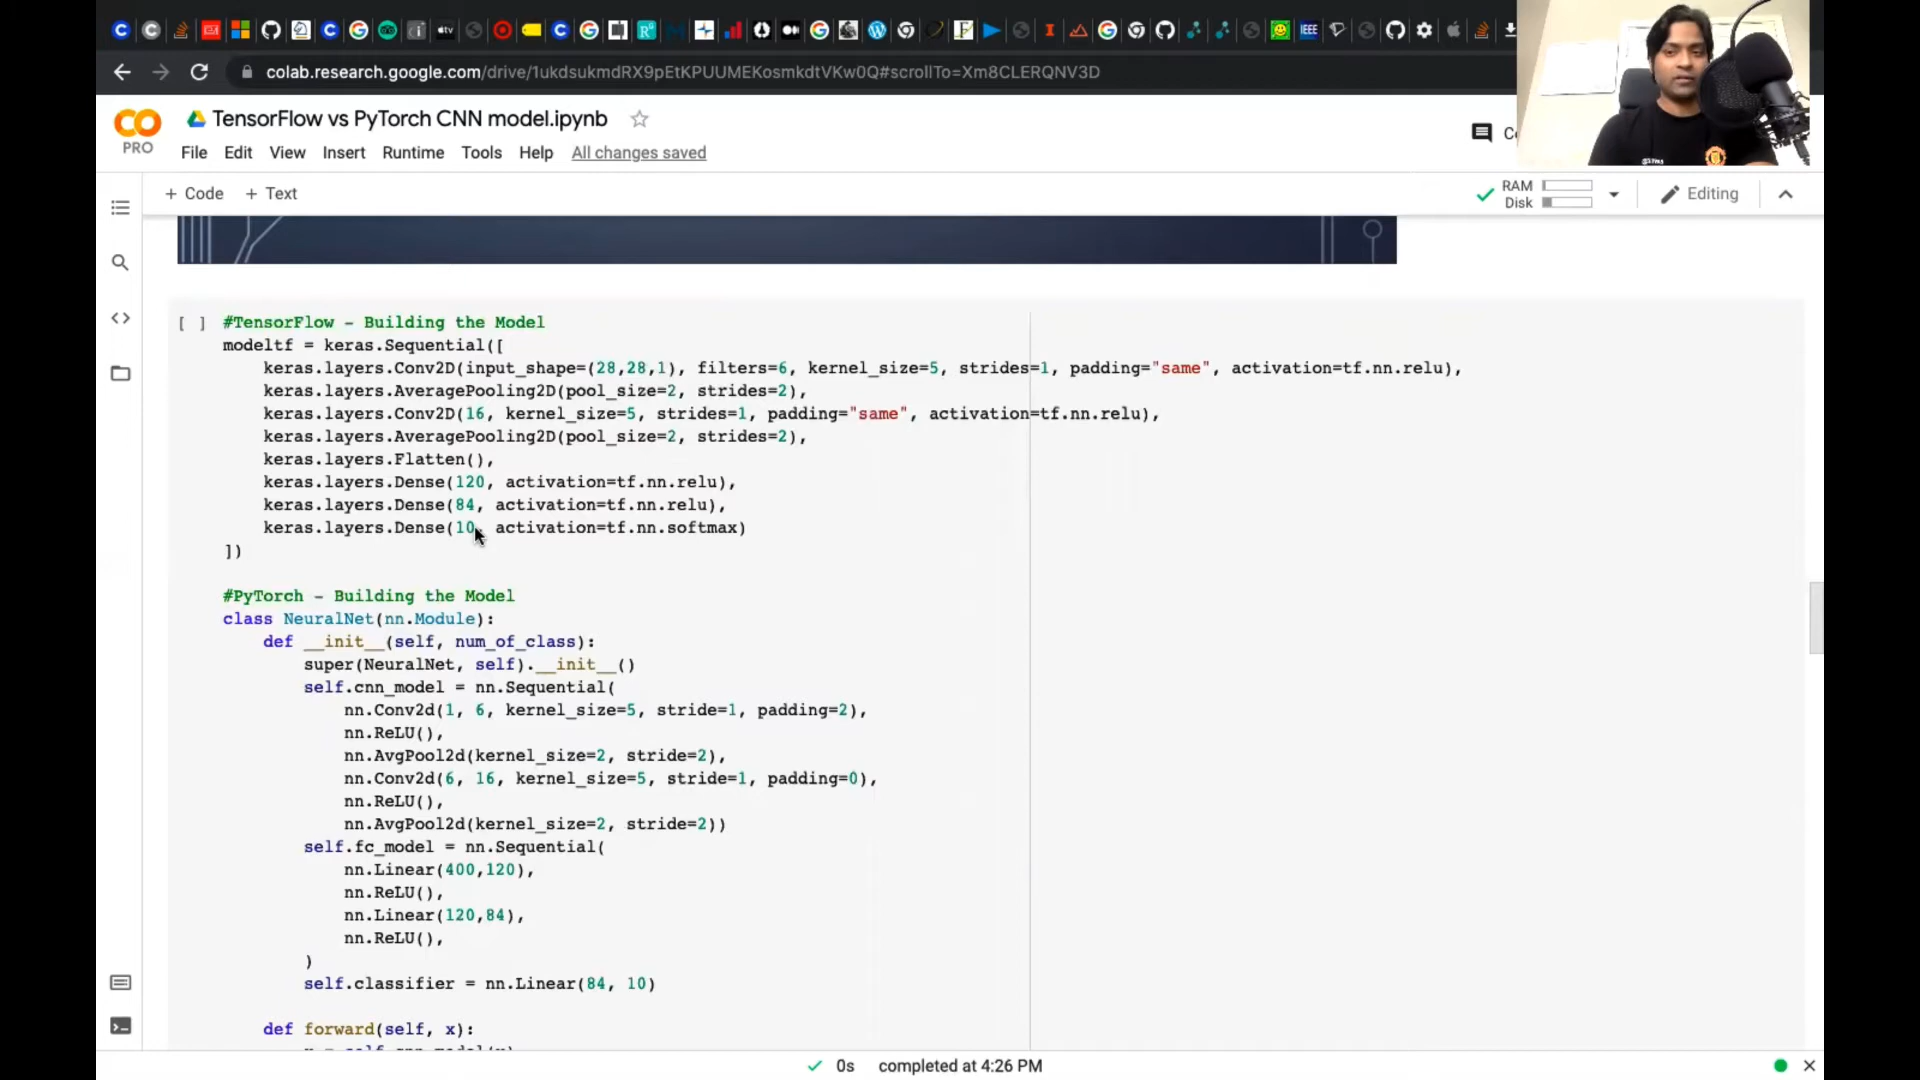 colab.research.google.com/drive/1ukdsukmdRX9pEtKPUUMEKosmkdtVKw0Q#scrollTo=Xm8CLERQNV3D
CO
PRO
TensorFlow vs PyTorch CNN model.ipynb
File Edit View Insert Runtime Tools Help All changes saved
+ Code + Text
RAM
Disk
Editing
[ ] #TensorFlow - Building the Model
modeltf = keras.Sequential([
keras.layers.Conv2D(input_shape=(28,28,1), filters=6, kernel_size=5, strides=1, padding="same", activation=tf.nn.relu),
keras.layers.AveragePooling2D(pool_size=2, strides=2),
keras.layers.Conv2D(16, kernel_size=5, strides=1, padding="same", activation=tf.nn.relu),
keras.layers.AveragePooling2D(pool_size=2, strides=2),
keras.layers.Flatten(),
keras.layers.Dense(120, activation=tf.nn.relu),
keras.layers.Dense(84, activation=tf.nn.relu),
keras.layers.Dense(10, activation=tf.nn.softmax)
])
#PyTorch - Building the Model
class NeuralNet(nn.Module):
def __init__(self, num_of_class):
super(NeuralNet, self).__init__()
self.cnn_model = nn.Sequential(
nn.Conv2d(1, 6, kernel_size=5, stride=1, padding=2),
nn.ReLU(),
nn.AvgPool2d(kernel_size=2, stride=2),
nn.Conv2d(6, 16, kernel_size=5, stride=1, padding=0),
nn.ReLU(),
nn.AvgPool2d(kernel_size=2, stride=2))
self.fc_model = nn.Sequential(
nn.Linear(400,120),
nn.ReLU(),
nn.Linear(120,84),
nn.ReLU(),
)
self.classifier = nn.Linear(84, 10)
def forward(self, x):
0s completed at 4:26 PM